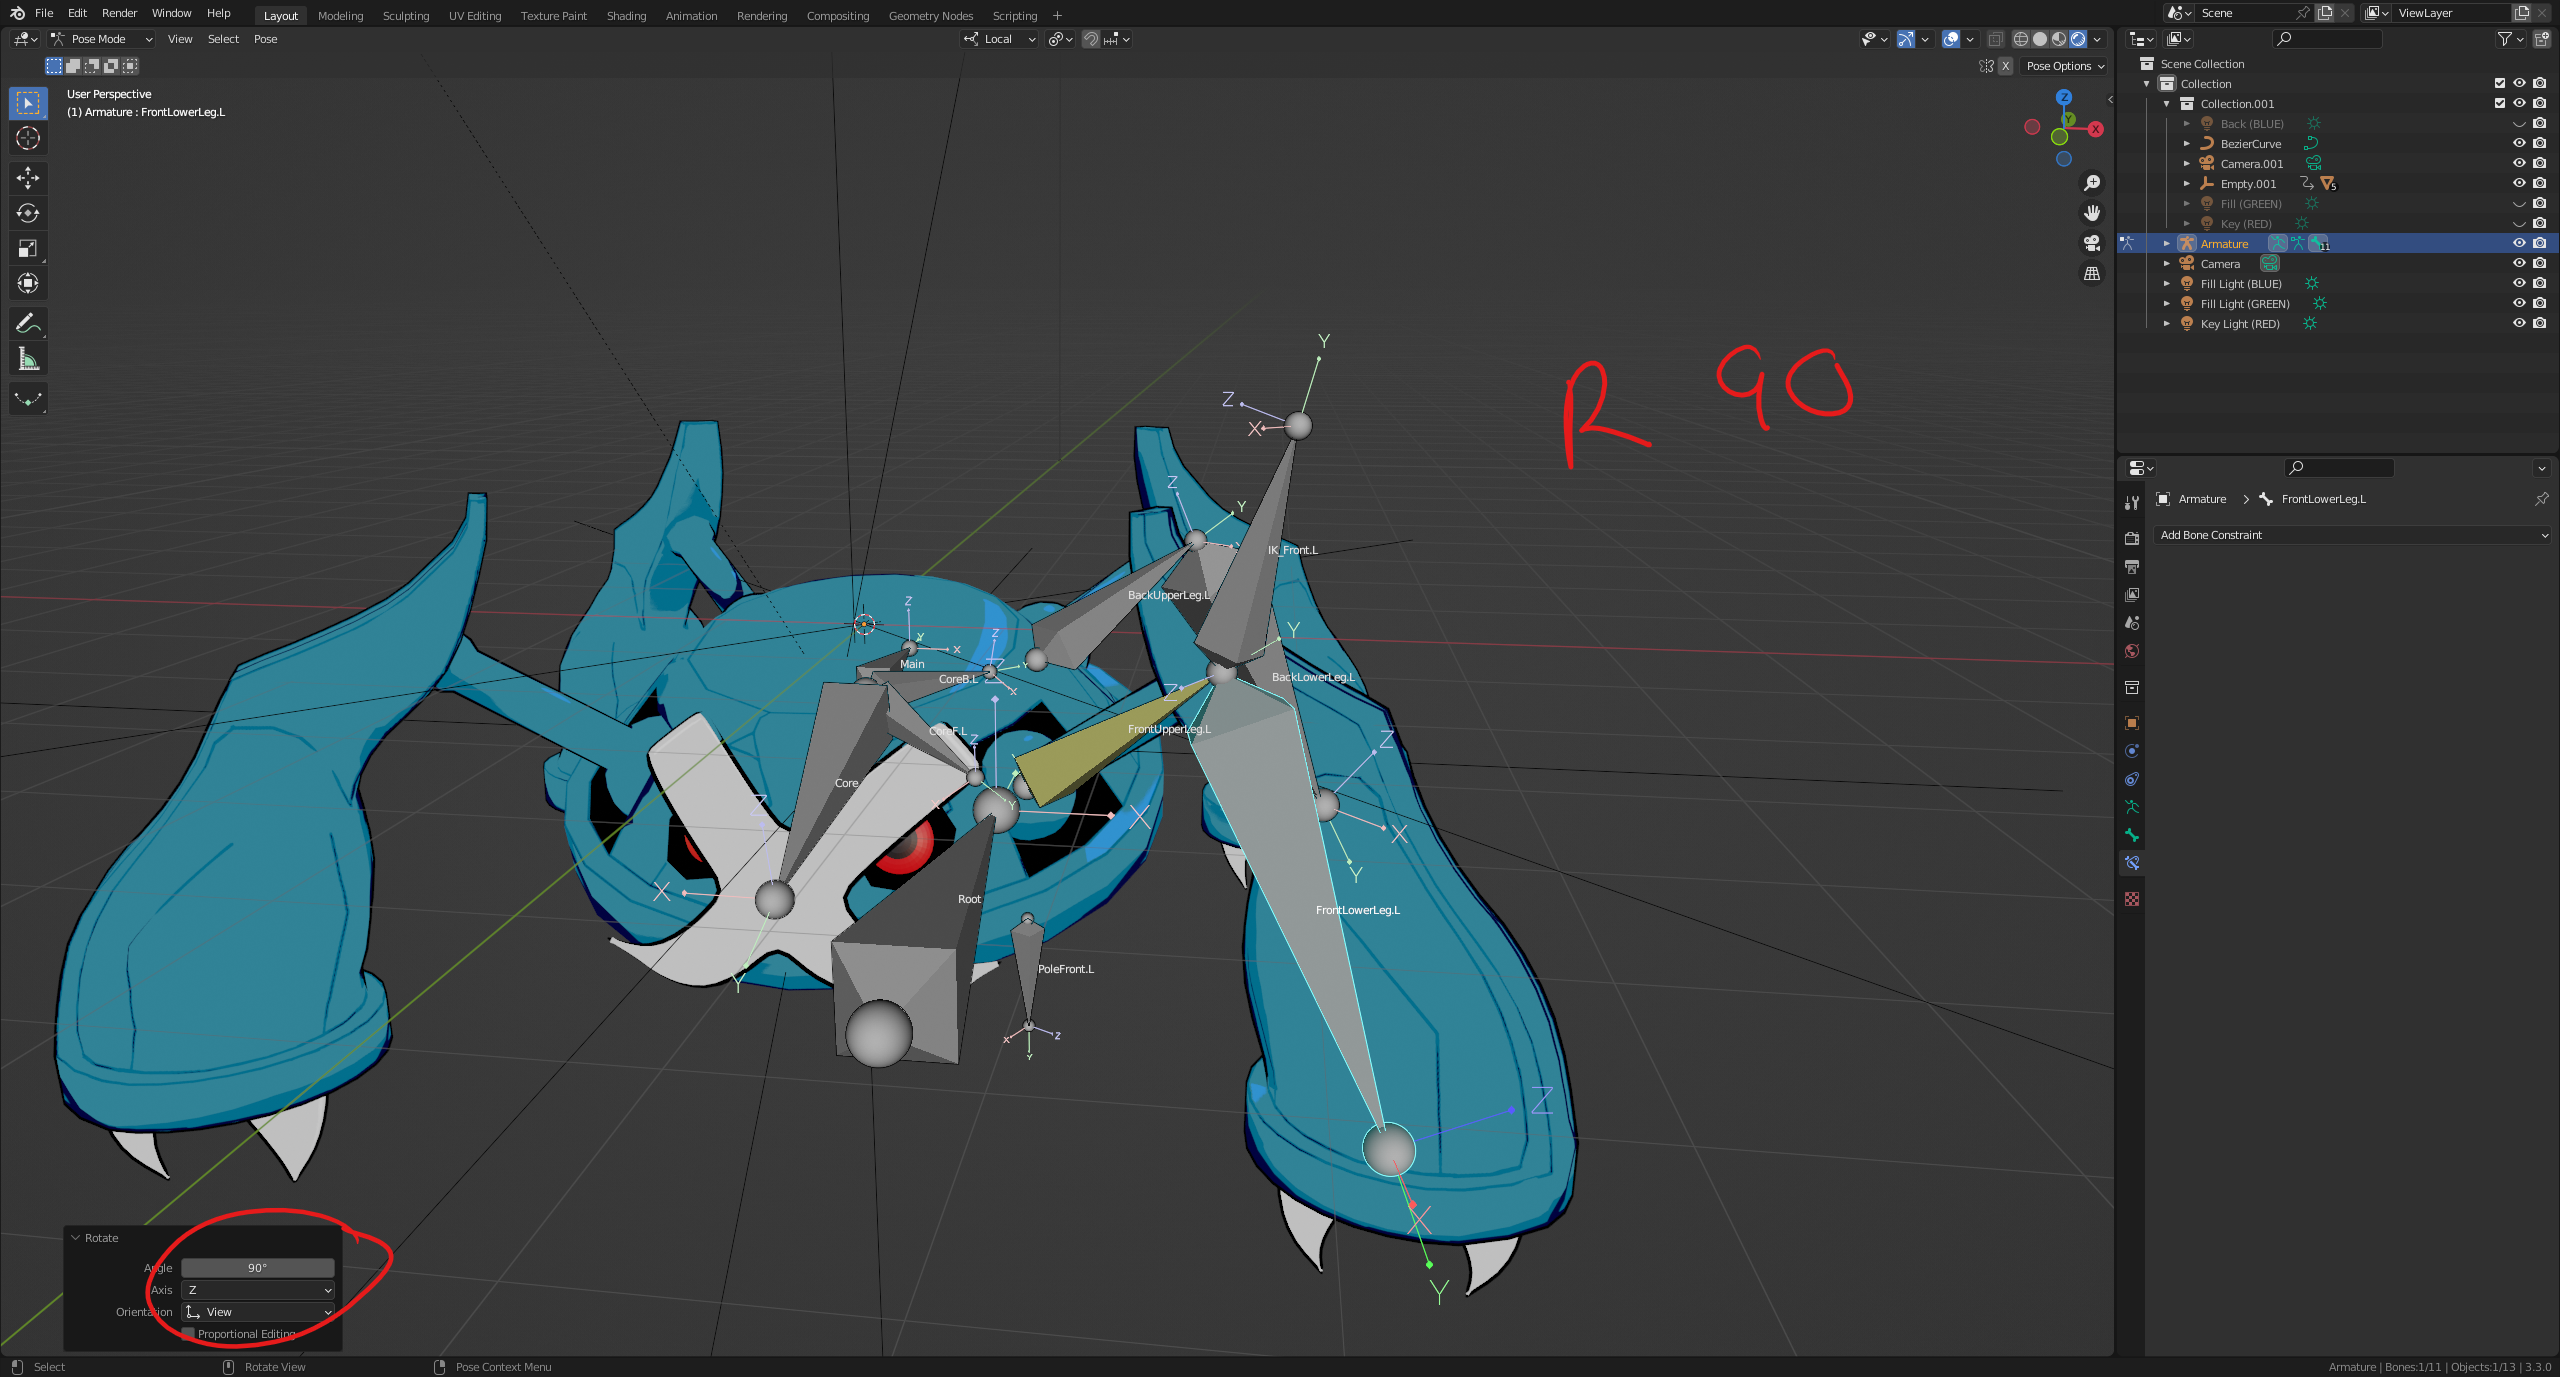 File Edit Render Window Help Layout Modeling Sculpting UV Editing Texture Paint Shading Animation Rendering Compositing Geometry Nodes Scripting + Scene ViewLayer
Pose Mode View Select Pose Local
X Pose Options
User Perspective
(1) Armature : FrontLowerLeg.L
Z
Y
X
Scene Collection
Collection
Collection.001
Back (BLUE)
BezierCurve
Camera.001
Empty.001 5
Fill (GREEN)
Key (RED)
Armature 11
Camera
Fill Light (BLUE)
Fill Light (GREEN)
Key Light (RED)
R 90
Armature > FrontLowerLeg.L
Add Bone Constraint
Y
Z
X
Z
Y
IK_Front.L
BackUpperLeg.L
Z
Y
X
Main
Z
Y
X
CoreB.L
Y
BackLowerLeg.L
Z
FrontUpperLeg.L
CoreF.L
Z
Y
X
Core
Z
X
Y
X
Z
X
Y
Root
FrontLowerLeg.L
PoleFront.L
X
Z
Y
Z
X
Y
Rotate
Angle 90°
Axis Z
Orientation View
Proportional Editing
Select Rotate View Pose Context Menu Armature | Bones:1/11 | Objects:1/13 | 3.3.0